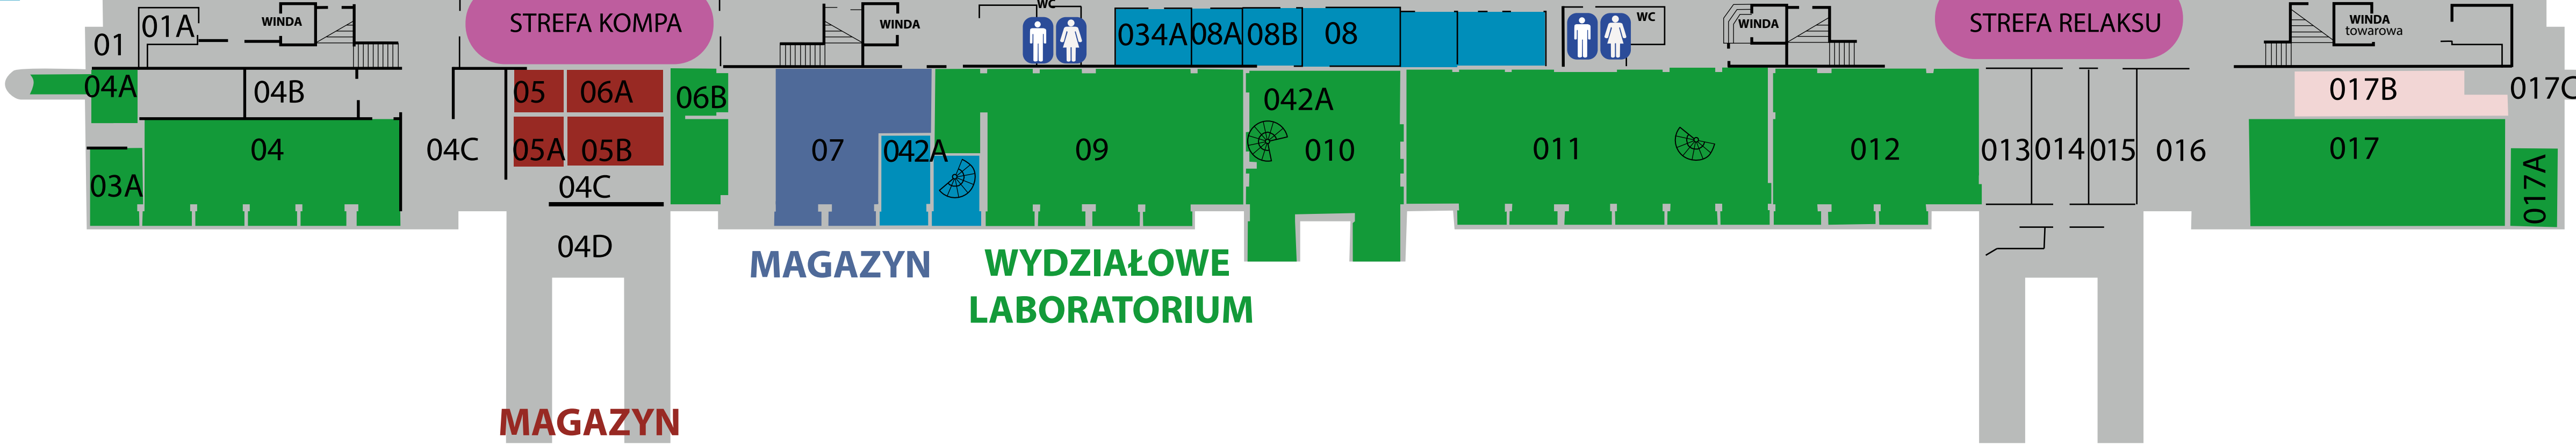 01
01A
WINDA
STREFA KOMPA
WINDA
WC
034A
08A
08B
08
WC
WINDA
STREFA RELAKSU
WINDA
towarowa
04A
04B
05
06A
06B
042A
017B
017C
03A
04
04C
05A
05B
07
042A
09
010
011
012
013
014
015
016
017
017A
04C
04D
MAGAZYN
WYDZIAŁOWE
LABORATORIUM
MAGAZYN